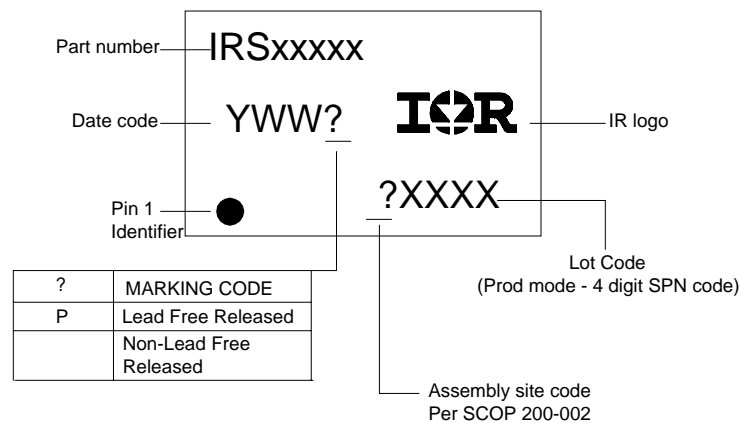 Part number
IRSxxxxx
Date code
YWW?
IOR
IR logo
?XXXX
Pin 1
Identifier
Lot Code
(Prod mode - 4 digit SPN code)
? MARKING CODE
P Lead Free Released
Non-Lead Free
Released
Assembly site code
Per SCOP 200-002